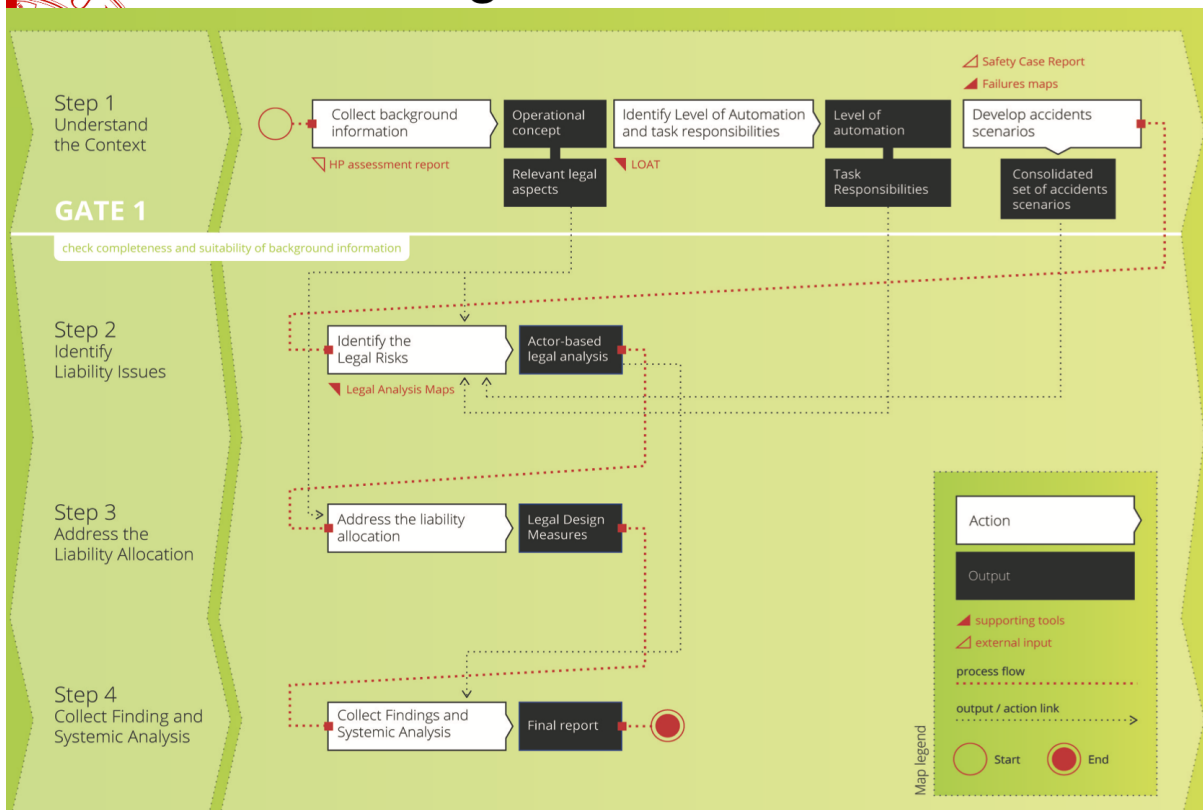 Safety Case Report
Failures maps
Step 1
Understand
the Context
Collect background
information
HP assessment report
Operational
concept
Relevant legal
aspects
Identify Level of Automation
and task responsibilities
LOAT
Level of
automation
Task
Responsibilities
Develop accidents
scenarios
Consolidated
set of accidents
scenarios
GATE 1
check completeness and suitability of background information
Step 2
Identify
Liability Issues
Identify the
Legal Risks
Legal Analysis Maps
Actor-based
legal analysis
Step 3
Address the
Liability Allocation
Address the liability
allocation
Legal Design
Measures
Step 4
Collect Finding and
Systemic Analysis
Collect Findings and
Systemic Analysis
Final report
Map legend
Action
Output
supporting tools
external input
process flow
output / action link
Start
End